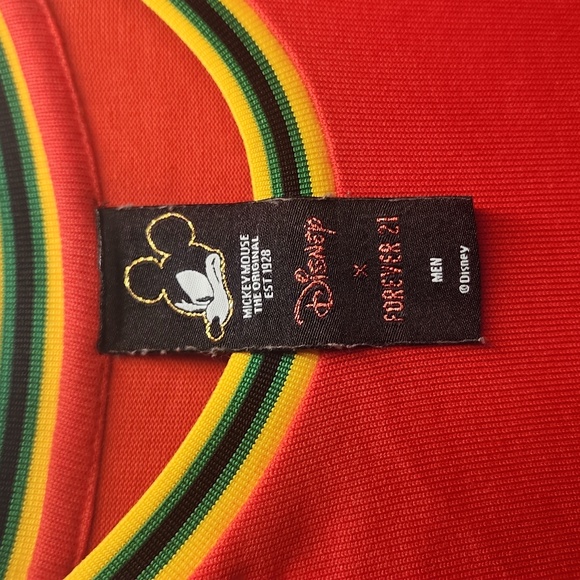 MICKEY MOUSE
THE ORIGINAL
EST. 1928
Disney
×
FOREVER 21
MEN
©Disney